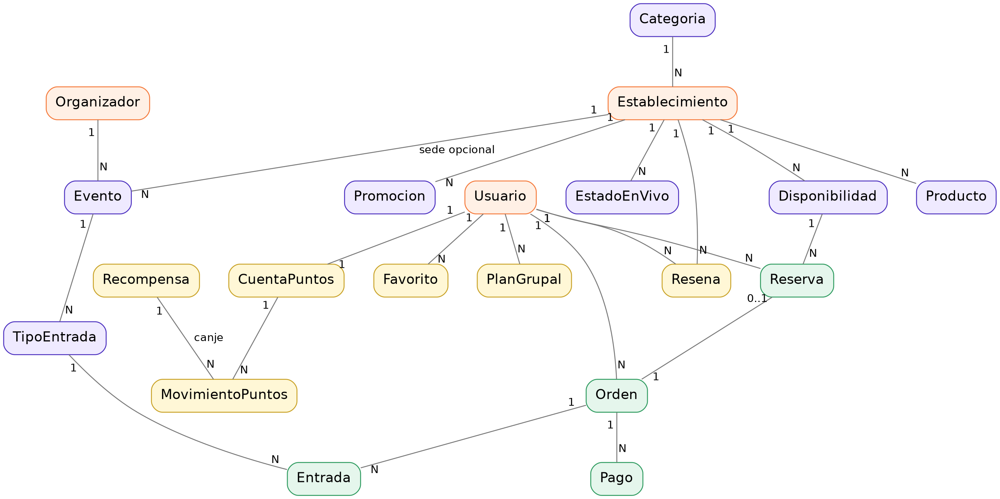 Categoria
1
N
Organizador
Establecimiento
1
1
1
1
1
1
1
1
sede opcional
N
N
N
N
N
N
Evento
Promocion
Usuario
EstadoEnVivo
Disponibilidad
Producto
1
1
1
1
1
1
1
1
N
N
N
N
N
N
1
Recompensa
CuentaPuntos
Favorito
PlanGrupal
Resena
Reserva
1
1
0..1
N
TipoEntrada
canje
1
N
N
N
1
MovimientoPuntos
Orden
1
1
N
N
N
Entrada
Pago